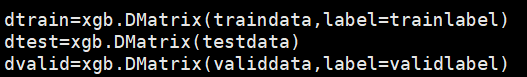 dtrain=xgb.DMatrix(traindata,label=trainlabel)
dtest=xgb.DMatrix(testdata)
dvalid=xgb.DMatrix(validdata,label=validlabel)